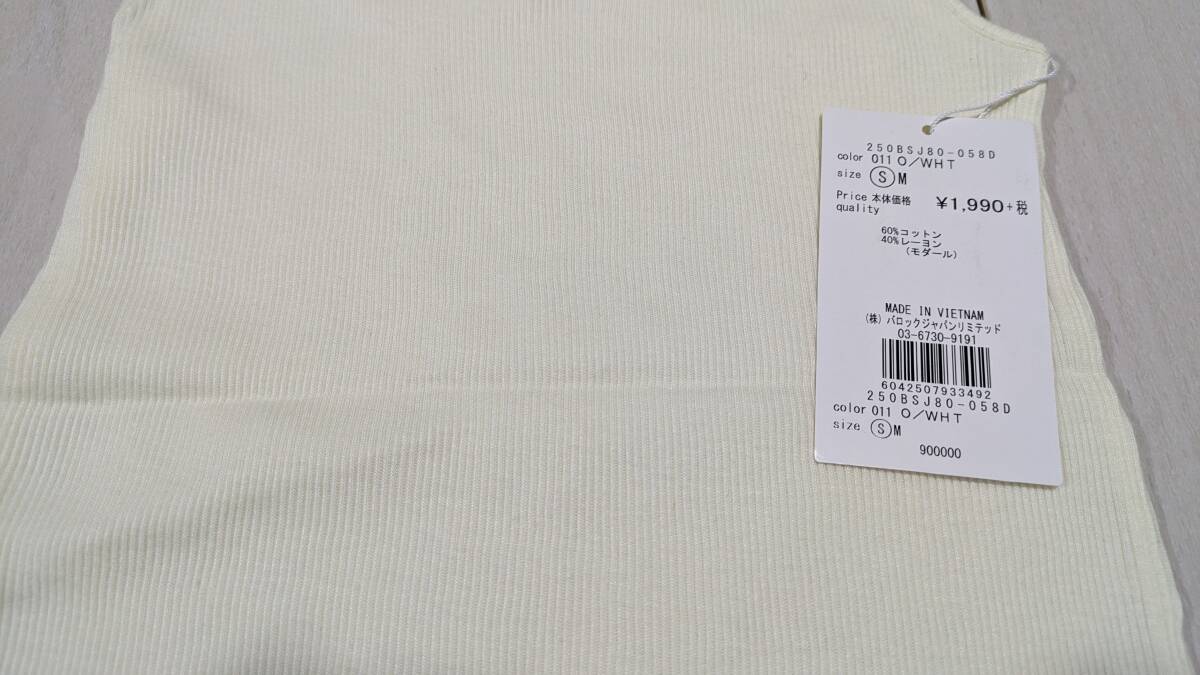 250BSJ80-058D
color 011 O/WHT
size Ⓢ M
Price 本体価格 ¥1,990+税
quality
60%コットン
40%レーヨン
(モダール)
MADE IN VIETNAM
(株)バロックジャパンリミテッド
03-6730-9191
6042507933492
250BSJ80-058D
color 011 O/WHT
size Ⓢ M
900000